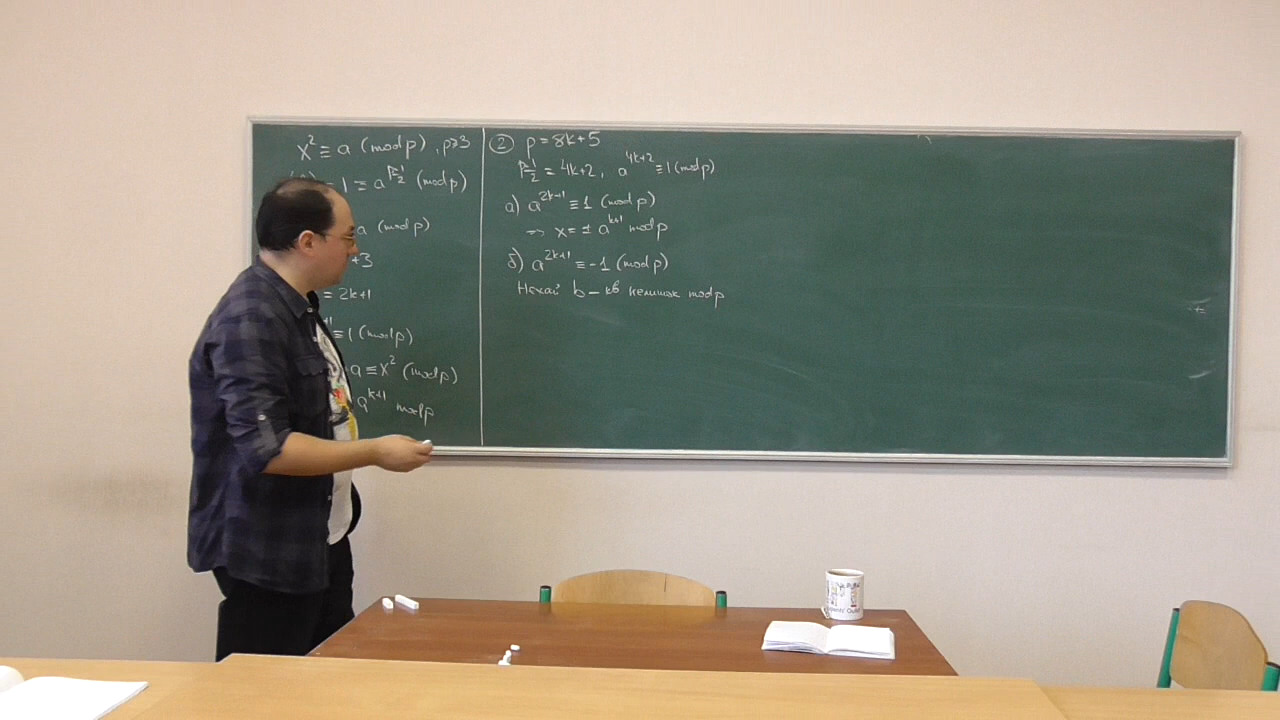 x² ≡ a (mod p), p≥3
1 ≡ a^{\frac{p-1}{2}} (mod p)
a (mod p)
+3
= 2k+1
≡ 1 (mod p)
a ≡ x² (mod p)
a^{k+1} mod p
② p = 8k+5
\frac{p-1}{2} = 4k+2, a^{4k+2} ≡ 1 (mod p)
а) a^{2k+1} ≡ 1 (mod p)
⇒ x = ± a^{k+1} mod p
б) a^{2k+1} ≡ -1 (mod p)
Нехай b – кв нелишок mod p